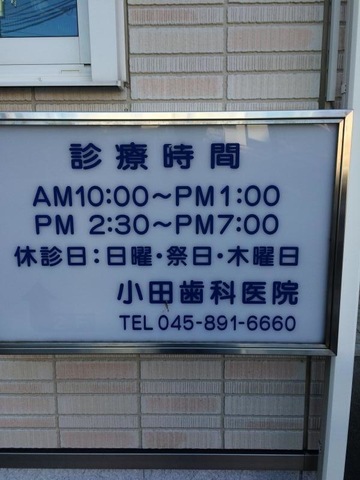 診療時間
AM10:00～PM1:00
PM 2:30～PM7:00
休診日：日曜・祭日・木曜日
小田歯科医院
TEL 045-891-6660